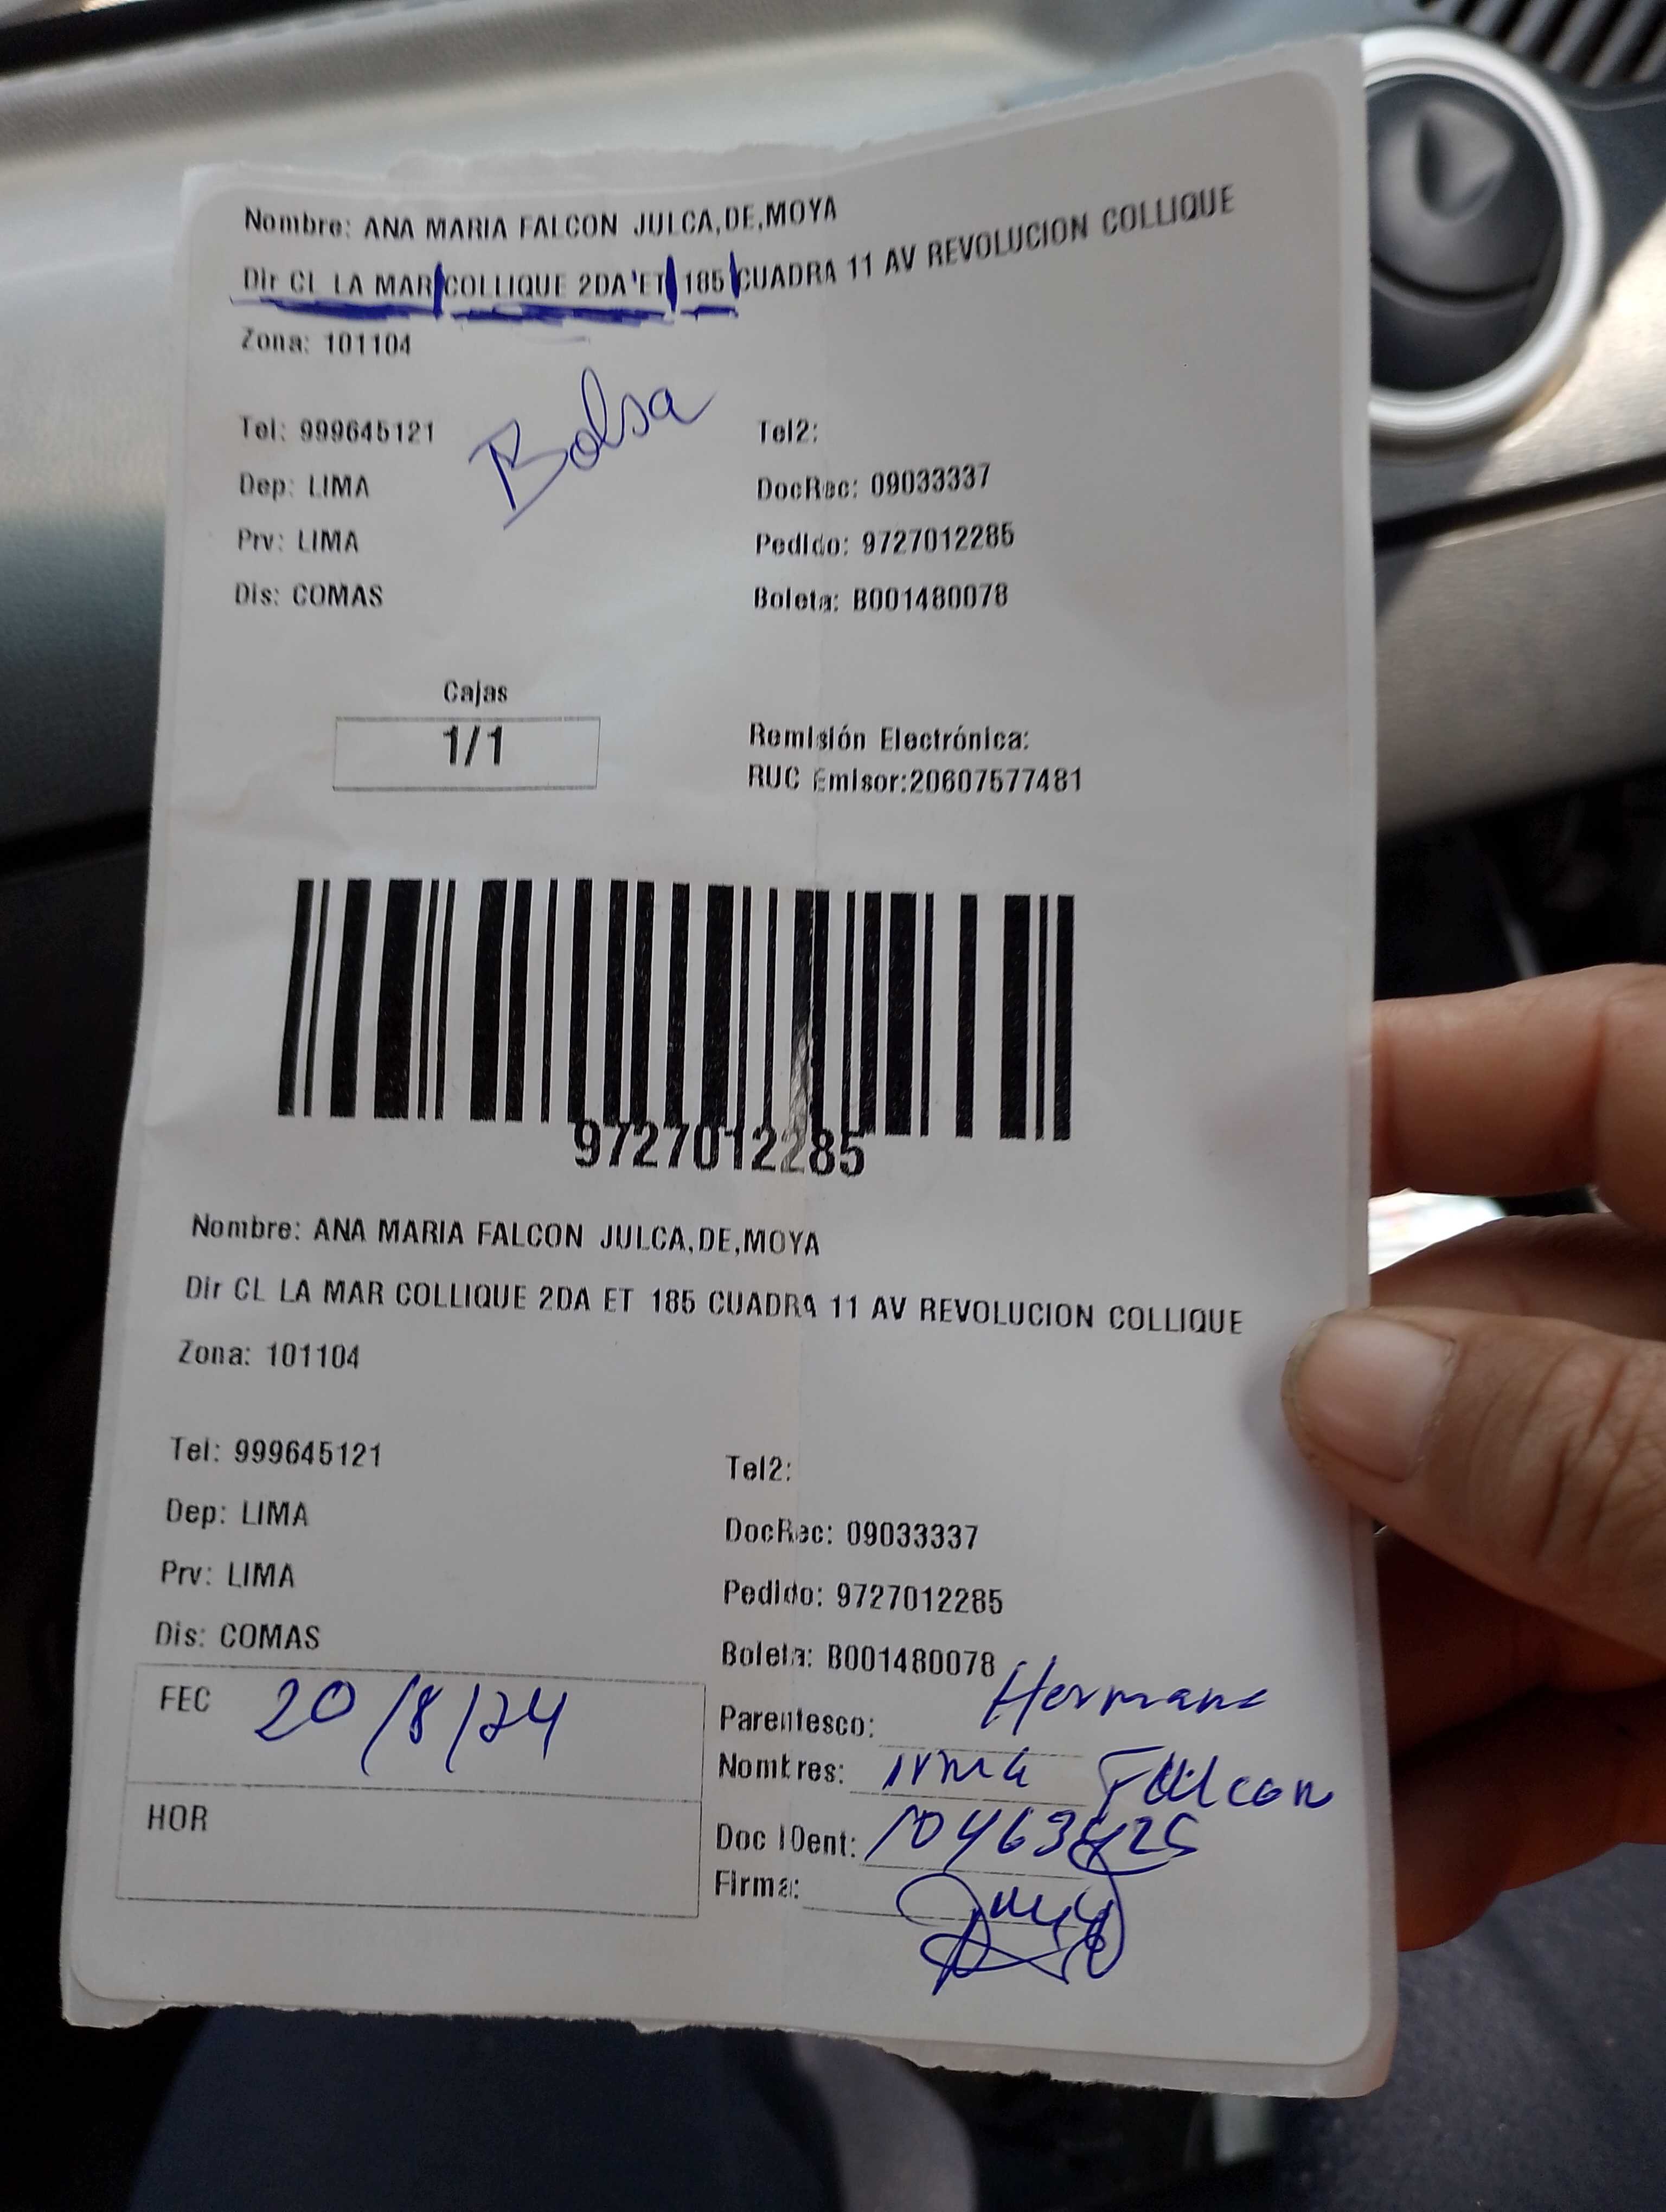 Nombre: ANA MARIA FALCON JULCA,DE,MOYA
Dir CL LA MAR COLLIQUE 2DA ET 185 CUADRA 11 AV REVOLUCION COLLIQUE
Zona: 101104
Bolsa
Tel: 999645121 Tel2:
Dep: LIMA DocRec: 09033337
Prv: LIMA Pedido: 9727012285
Dis: COMAS Boleta: B001480078
Cajas
1/1
Remisión Electrónica:
RUC Emisor:20607577481
9727012285
Nombre: ANA MARIA FALCON JULCA,DE,MOYA
Dir CL LA MAR COLLIQUE 2DA ET 185 CUADRA 11 AV REVOLUCION COLLIQUE
Zona: 101104
Tel: 999645121 Tel2:
Dep: LIMA DocRec: 09033337
Prv: LIMA Pedido: 9727012285
Dis: COMAS Boleta: B001480078
FEC 20/8/24
Parentesco: Hermana
Nombres: irma Falcon
HOR
Doc IDent:
Firma: